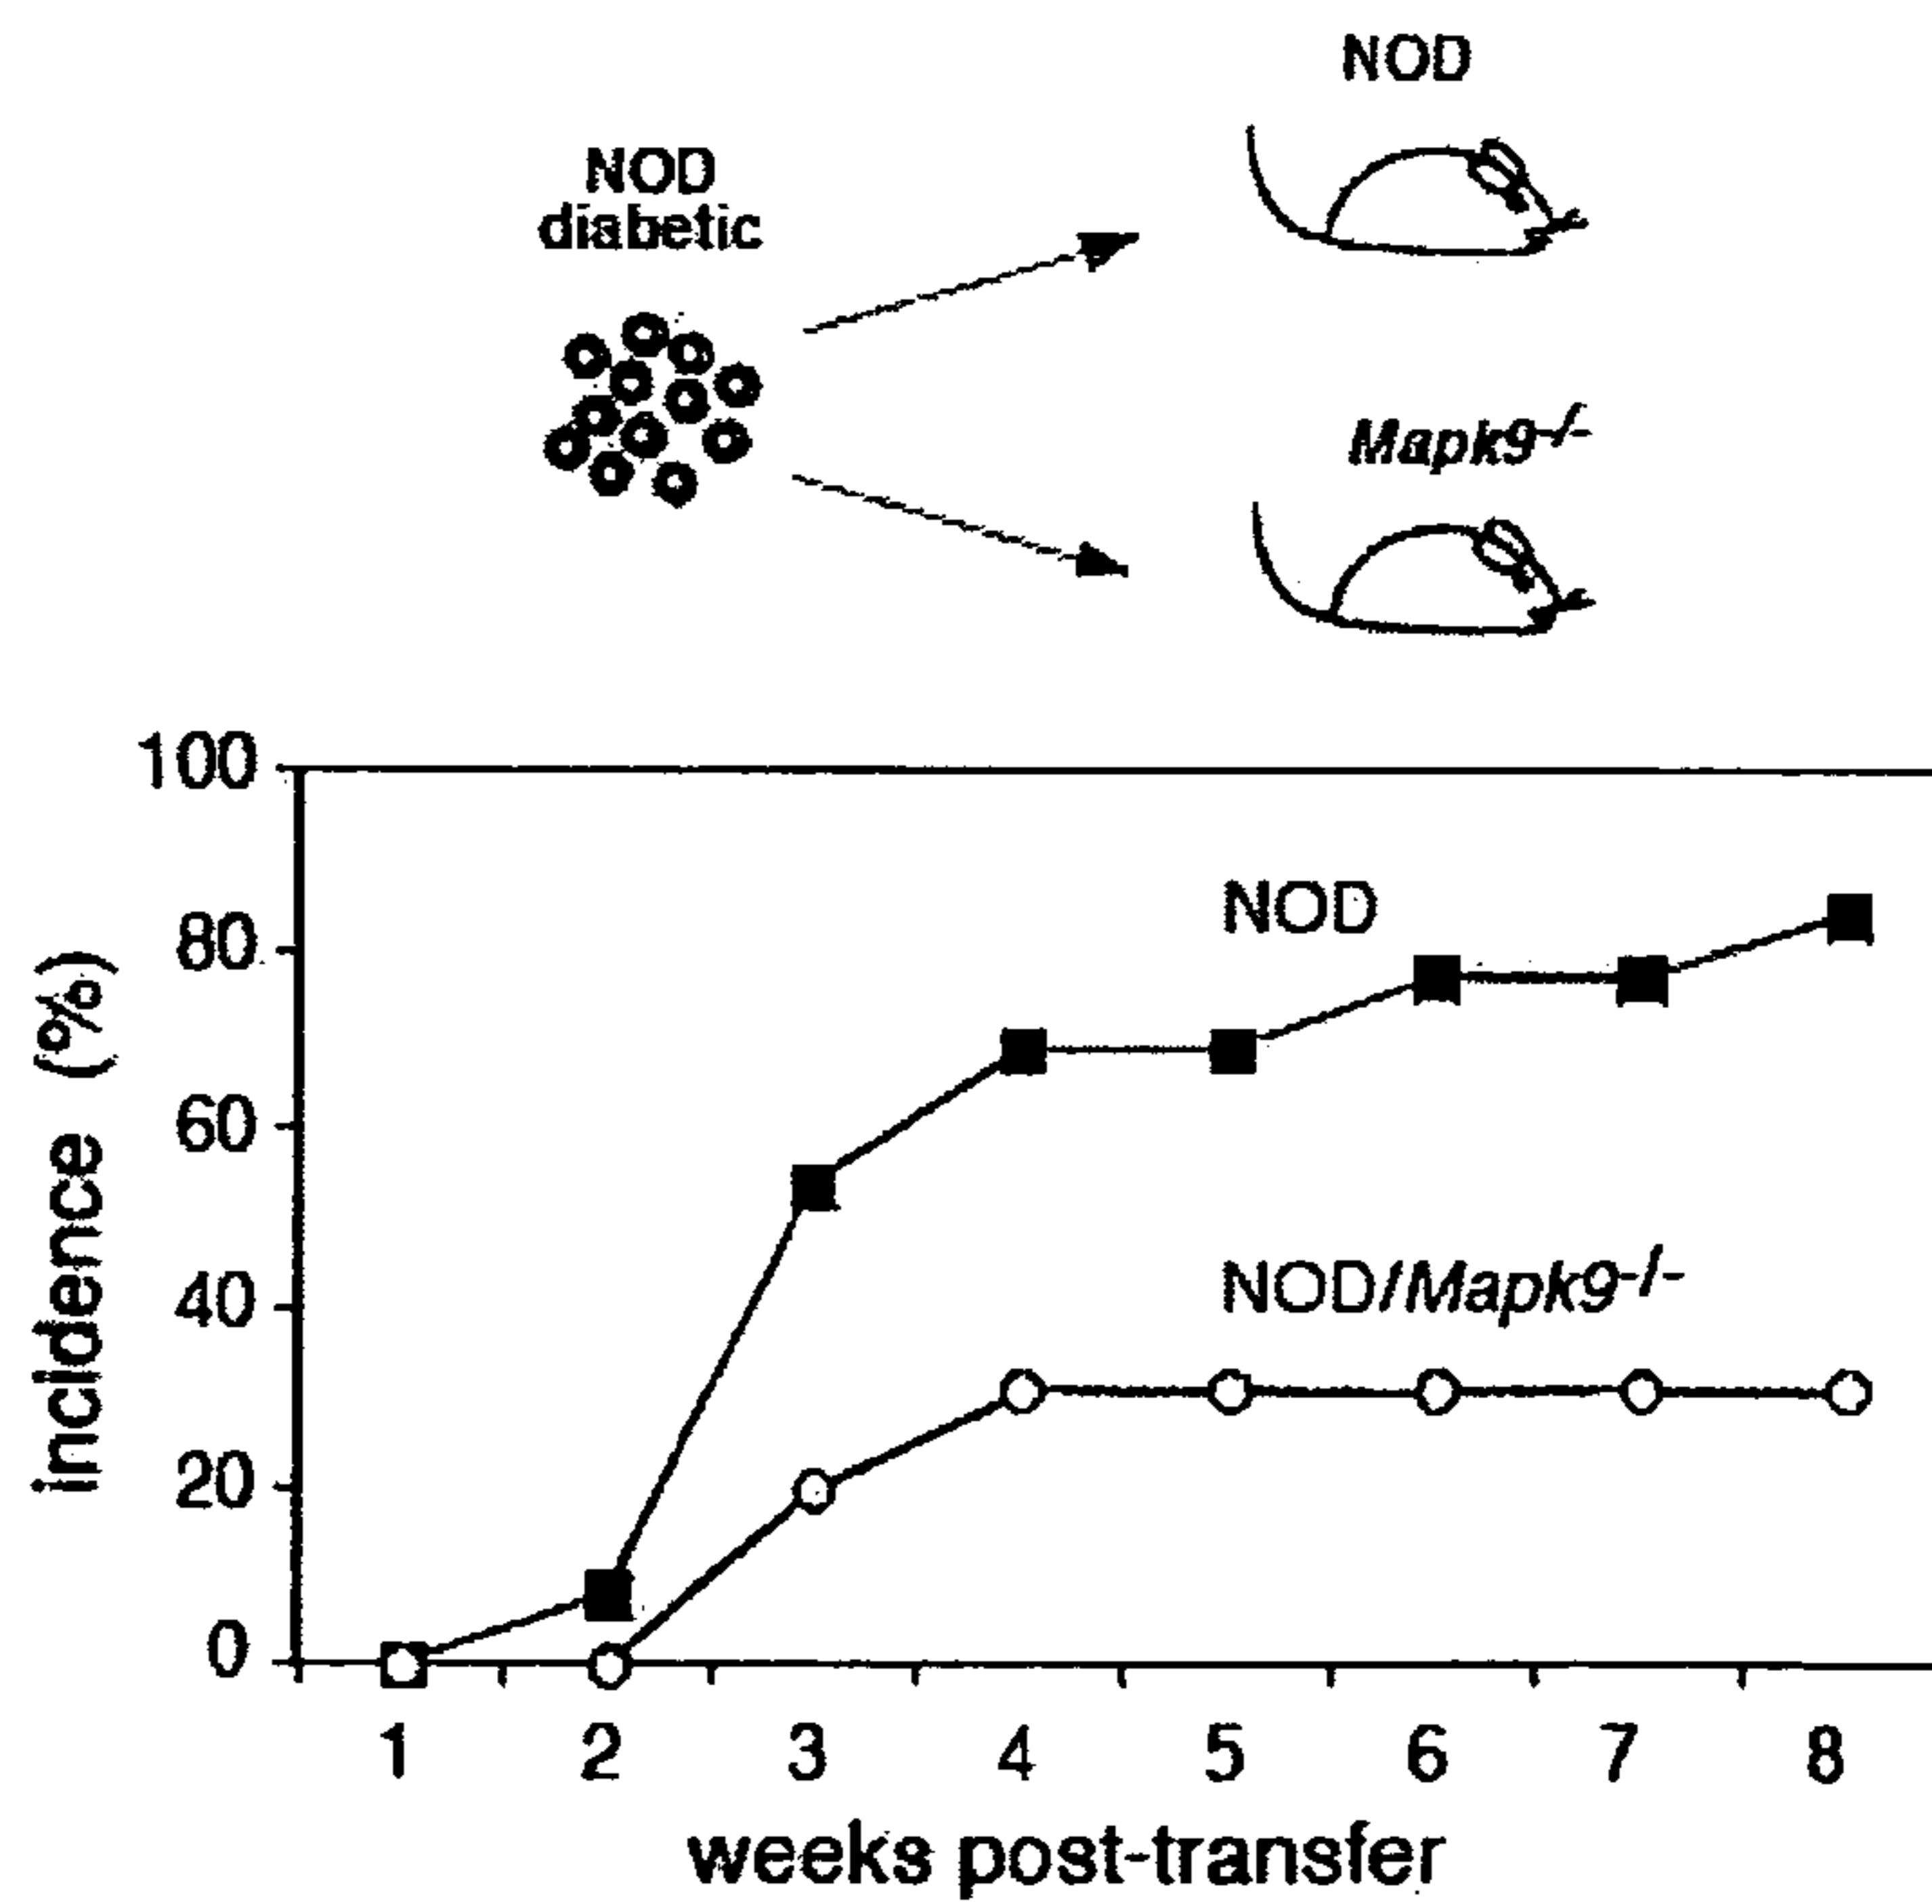 NOD
NOD
diabetic
Mapk9-/-
100
80
60
40
20
0
incidence (%)
NOD
NOD/Mapk9-/-
1 2 3 4 5 6 7 8
weeks post-transfer